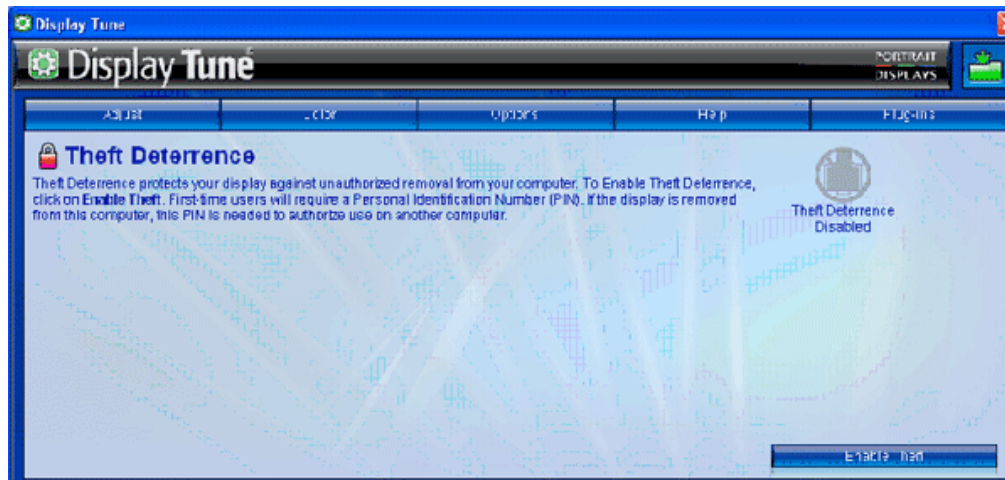 Display Tune
Display Tune
PORTRAIT
DISPLAYS
Adjust
Color
Options
Help
Plug-ins
Theft Deterrence
Theft Deterrence protects your display against unauthorized removal from your computer. To Enable Theft Deterrence,
click on Enable Theft. First-time users will require a Personal Identification Number (PIN). If the display is removed
from this computer, this PIN is needed to authorize use on another computer.
Theft Deterrence
Disabled
Enable Theft